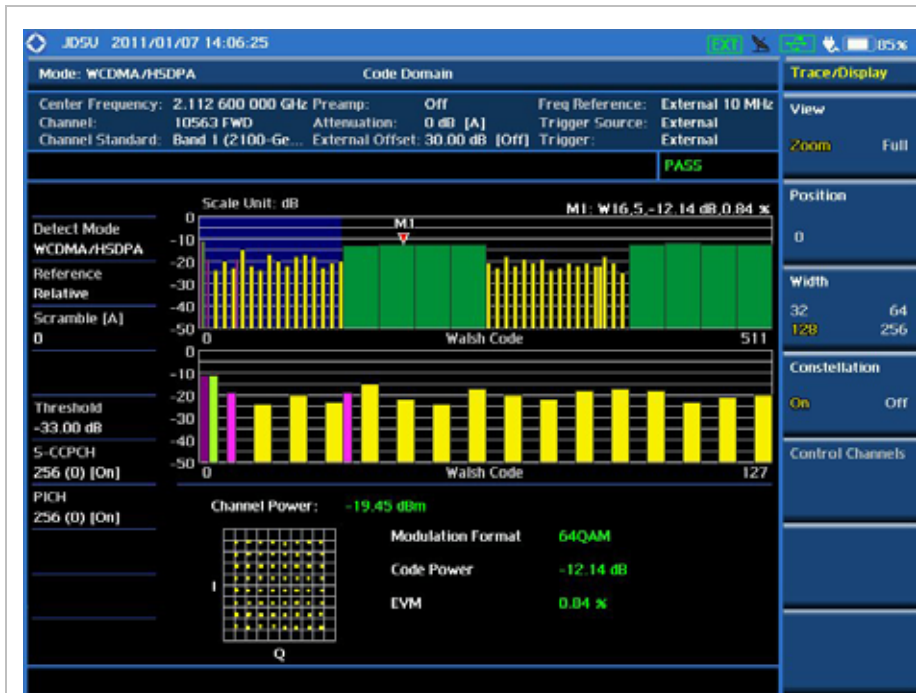 JDSU 2011/01/07 14:06:25 EXT 85%
Mode: WCDMA/HSDPA Code Domain Trace/Display
Center Frequency: 2.112 600 000 GHz Preamp: Off Freq Reference: External 10 MHz
Channel: 10563 FWD Attenuation: 0 dB [A] Trigger Source: External
Channel Standard: Band 1 (2100-Ge... External Offset: 30.00 dB [Off] Trigger: External
View
Zoom Full
PASS
Position
0
Width
32 64
128 256
Constellation
On Off
Control Channels
Detect Mode
WCDMA/HSDPA
Reference
Relative
Scramble [A]
0
Threshold
-33.00 dB
S-CCPCH
256 (0) [On]
PICH
256 (0) [On]
Scale Unit: dB M1: W16,5,-12.14 dB,0.84 %
M1
0
-10
-20
-30
-40
-50
0 Walsh Code 511
0
-10
-20
-30
-40
-50
0 Walsh Code 127
Channel Power: -19.45 dBm
Modulation Format 64QAM
Code Power -12.14 dB
EVM 0.84 %
I
Q